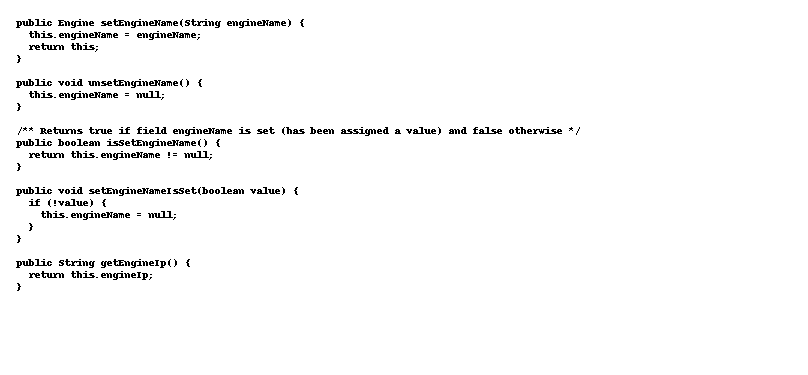 public Engine setEngineName(String engineName) {
  this.engineName = engineName;
  return this;
}

public void unsetEngineName() {
  this.engineName = null;
}

/** Returns true if field engineName is set (has been assigned a value) and false otherwise */
public boolean isSetEngineName() {
  return this.engineName != null;
}

public void setEngineNameIsSet(boolean value) {
  if (!value) {
    this.engineName = null;
  }
}

public String getEngineIp() {
  return this.engineIp;
}